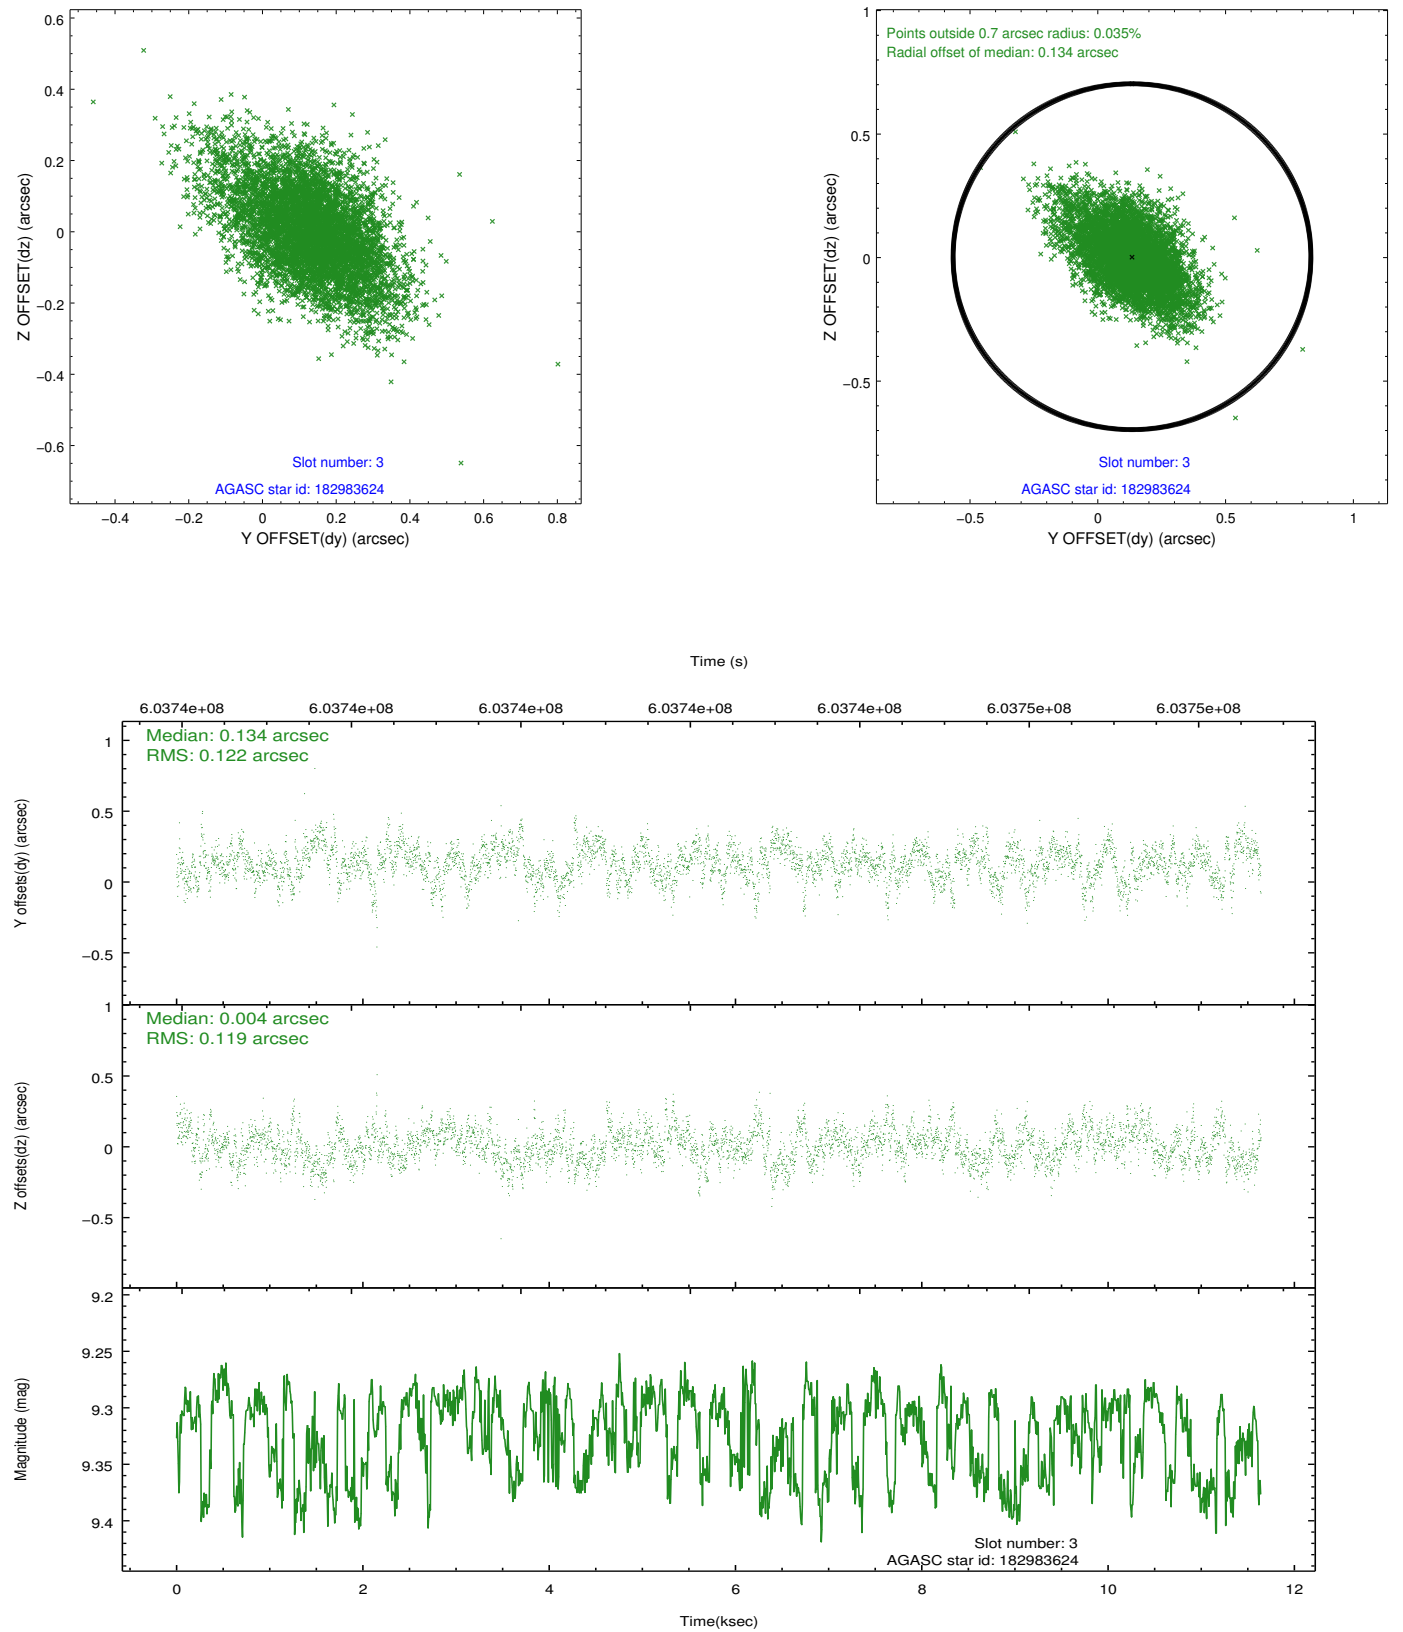 0.6
0.4
0.2
0
−0.2
−0.4
−0.6
Z OFFSET(dz) (arcsec)
Slot number: 3
AGASC star id: 182983624
−0.4 −0.2 0 0.2 0.4 0.6 0.8
Y OFFSET(dy) (arcsec)
1
0.5
0
−0.5
Z OFFSET(dz) (arcsec)
Points outside 0.7 arcsec radius: 0.035%
Radial offset of median: 0.134 arcsec
Slot number: 3
AGASC star id: 182983624
−0.5 0 0.5 1
Y OFFSET(dy) (arcsec)
Time (s)
6.0374e+08 6.0374e+08 6.0374e+08 6.0374e+08 6.0374e+08 6.0375e+08 6.0375e+08
Median: 0.134 arcsec
RMS: 0.122 arcsec
1
0.5
0
−0.5
Y offsets(dy) (arcsec)
Median: 0.004 arcsec
RMS: 0.119 arcsec
1
0.5
0
−0.5
Z offsets(dz) (arcsec)
9.2
9.25
9.3
9.35
9.4
Magnitude (mag)
Slot number: 3
AGASC star id: 182983624
0 2 4 6 8 10 12
Time(ksec)